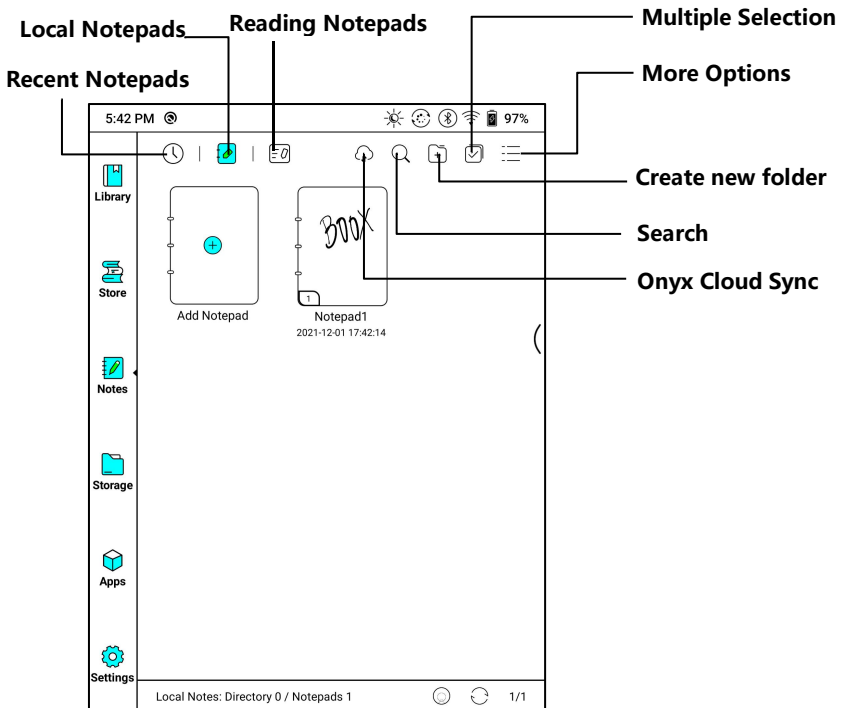 Multiple Selection
Local Notepads
Reading Notepads
More Options
Recent Notepads
5:42 PM
97%
Library
Create new folder
Search
Onyx Cloud Sync
Store
BOOX
1
Add Notepad
Notepad1
2021-12-01 17:42:14
Notes
Storage
Apps
Settings
Local Notes: Directory 0 / Notepads 1
1/1